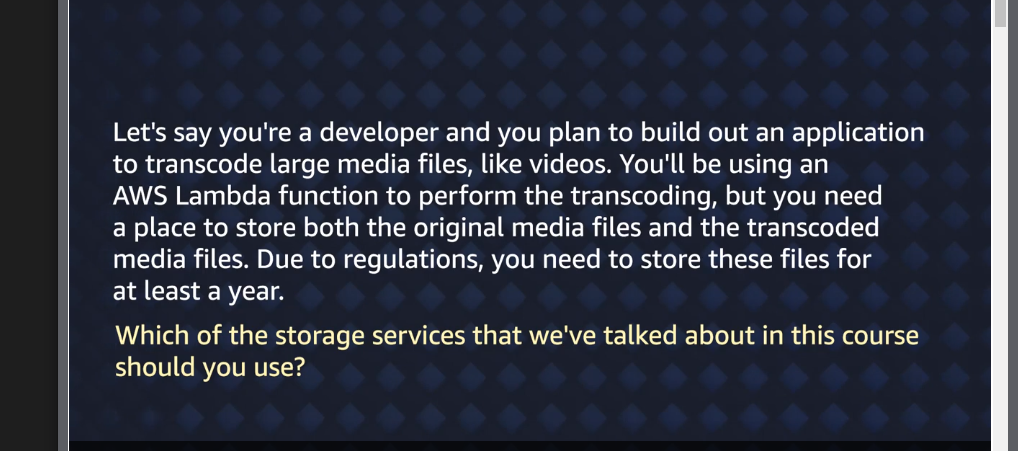 Let's say you're a developer and you plan to build out an application
to transcode large media files, like videos. You'll be using an
AWS Lambda function to perform the transcoding, but you need
a place to store both the original media files and the transcoded
media files. Due to regulations, you need to store these files for
at least a year.
Which of the storage services that we've talked about in this course
should you use?